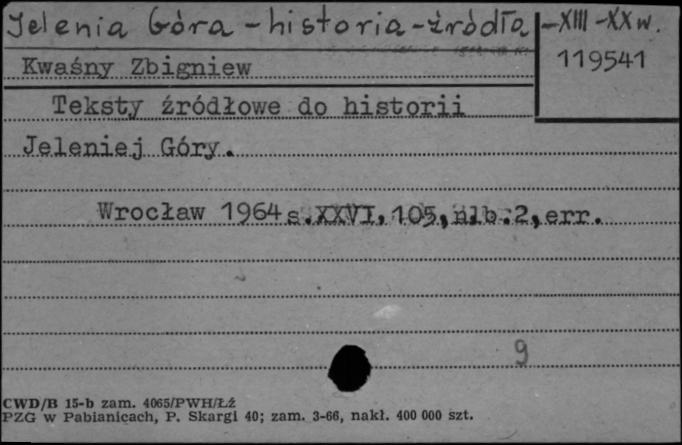 Jelenia Góra - historia - źródła - XIII - XX w.
Kwaśny Zbigniew
119541
Teksty źródłowe do historii
Jeleniej Góry.
Wrocław 1964 s. XXVI, 105, nlb. 2, err.
9
CWD/B 15-b zam. 4065/PWH/Łż
PZG w Pabianicach, P. Skargi 40; zam. 3-66, nakł. 400 000 szt.